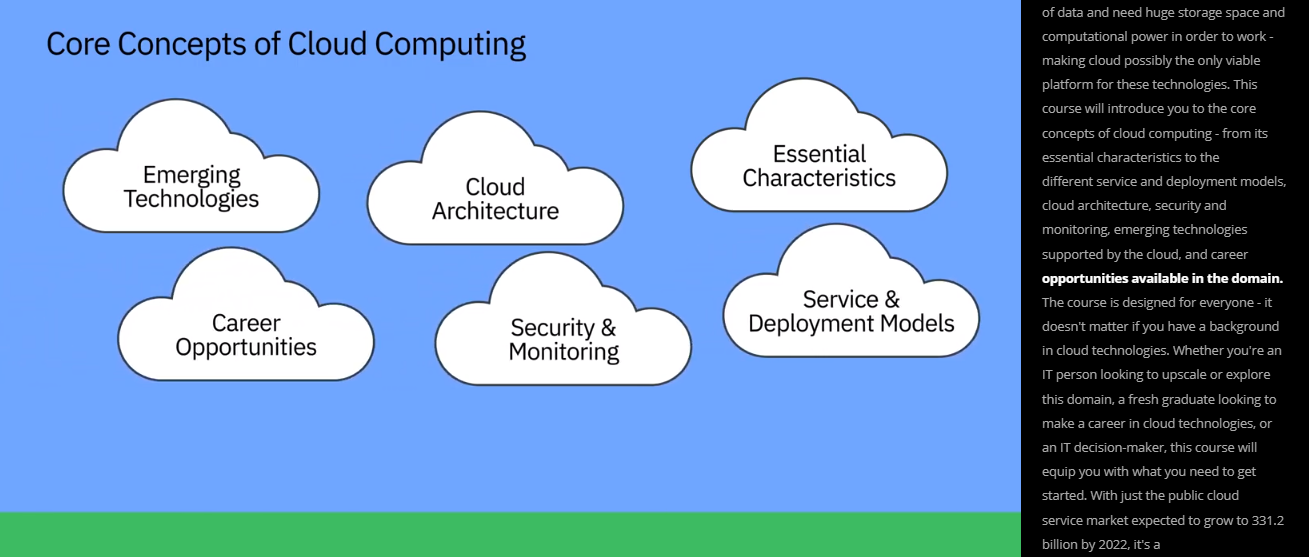 Core Concepts of Cloud Computing
Emerging
Technologies
Cloud
Architecture
Essential
Characteristics
Career
Opportunities
Security &
Monitoring
Service &
Deployment Models
of data and need huge storage space and
computational power in order to work -
making cloud possibly the only viable
platform for these technologies. This
course will introduce you to the core
concepts of cloud computing - from its
essential characteristics to the
different service and deployment models,
cloud architecture, security and
monitoring, emerging technologies
supported by the cloud, and career
opportunities available in the domain.
The course is designed for everyone - it
doesn't matter if you have a background
in cloud technologies. Whether you're an
IT person looking to upscale or explore
this domain, a fresh graduate looking to
make a career in cloud technologies, or
an IT decision-maker, this course will
equip you with what you need to get
started. With just the public cloud
service market expected to grow to 331.2
billion by 2022, it's a